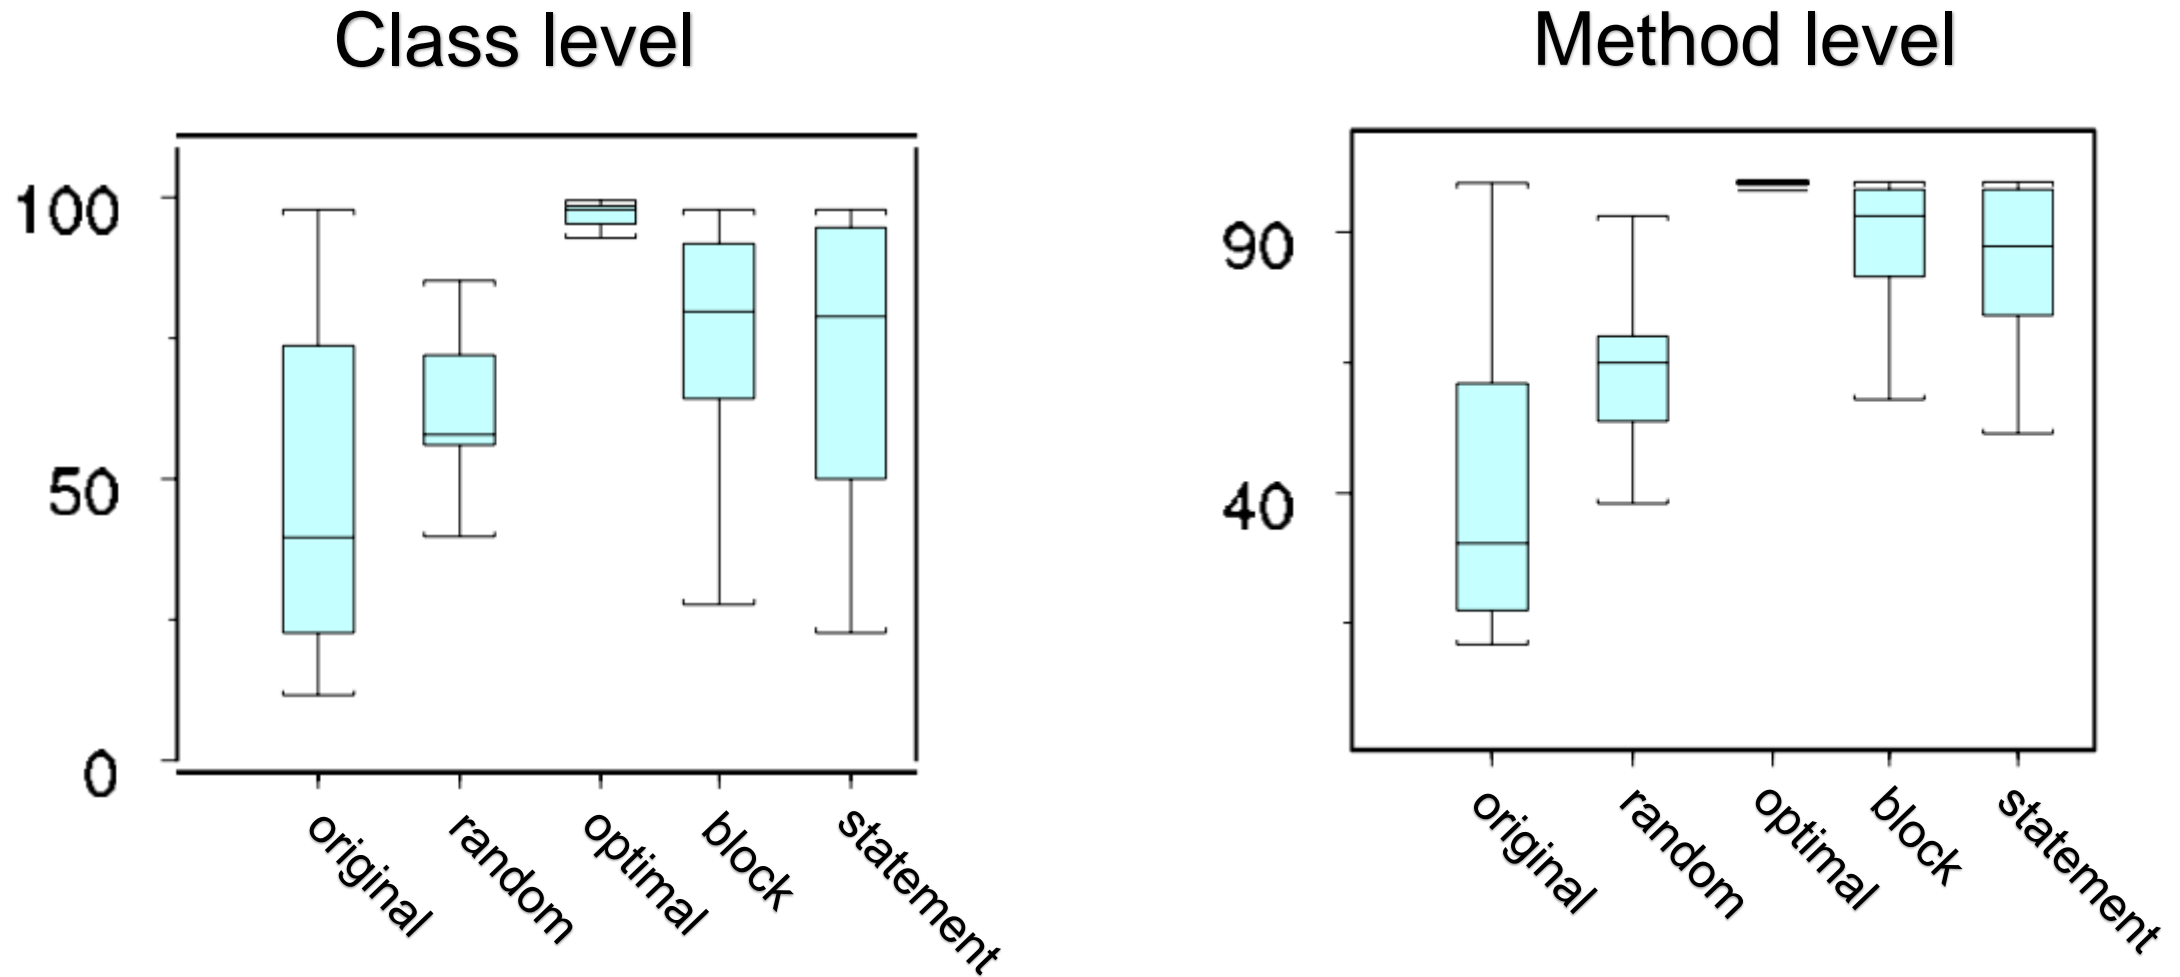 Class level
100
50
0
original
random
optimal
block
statement
Method level
90
40
original
random
optimal
block
statement